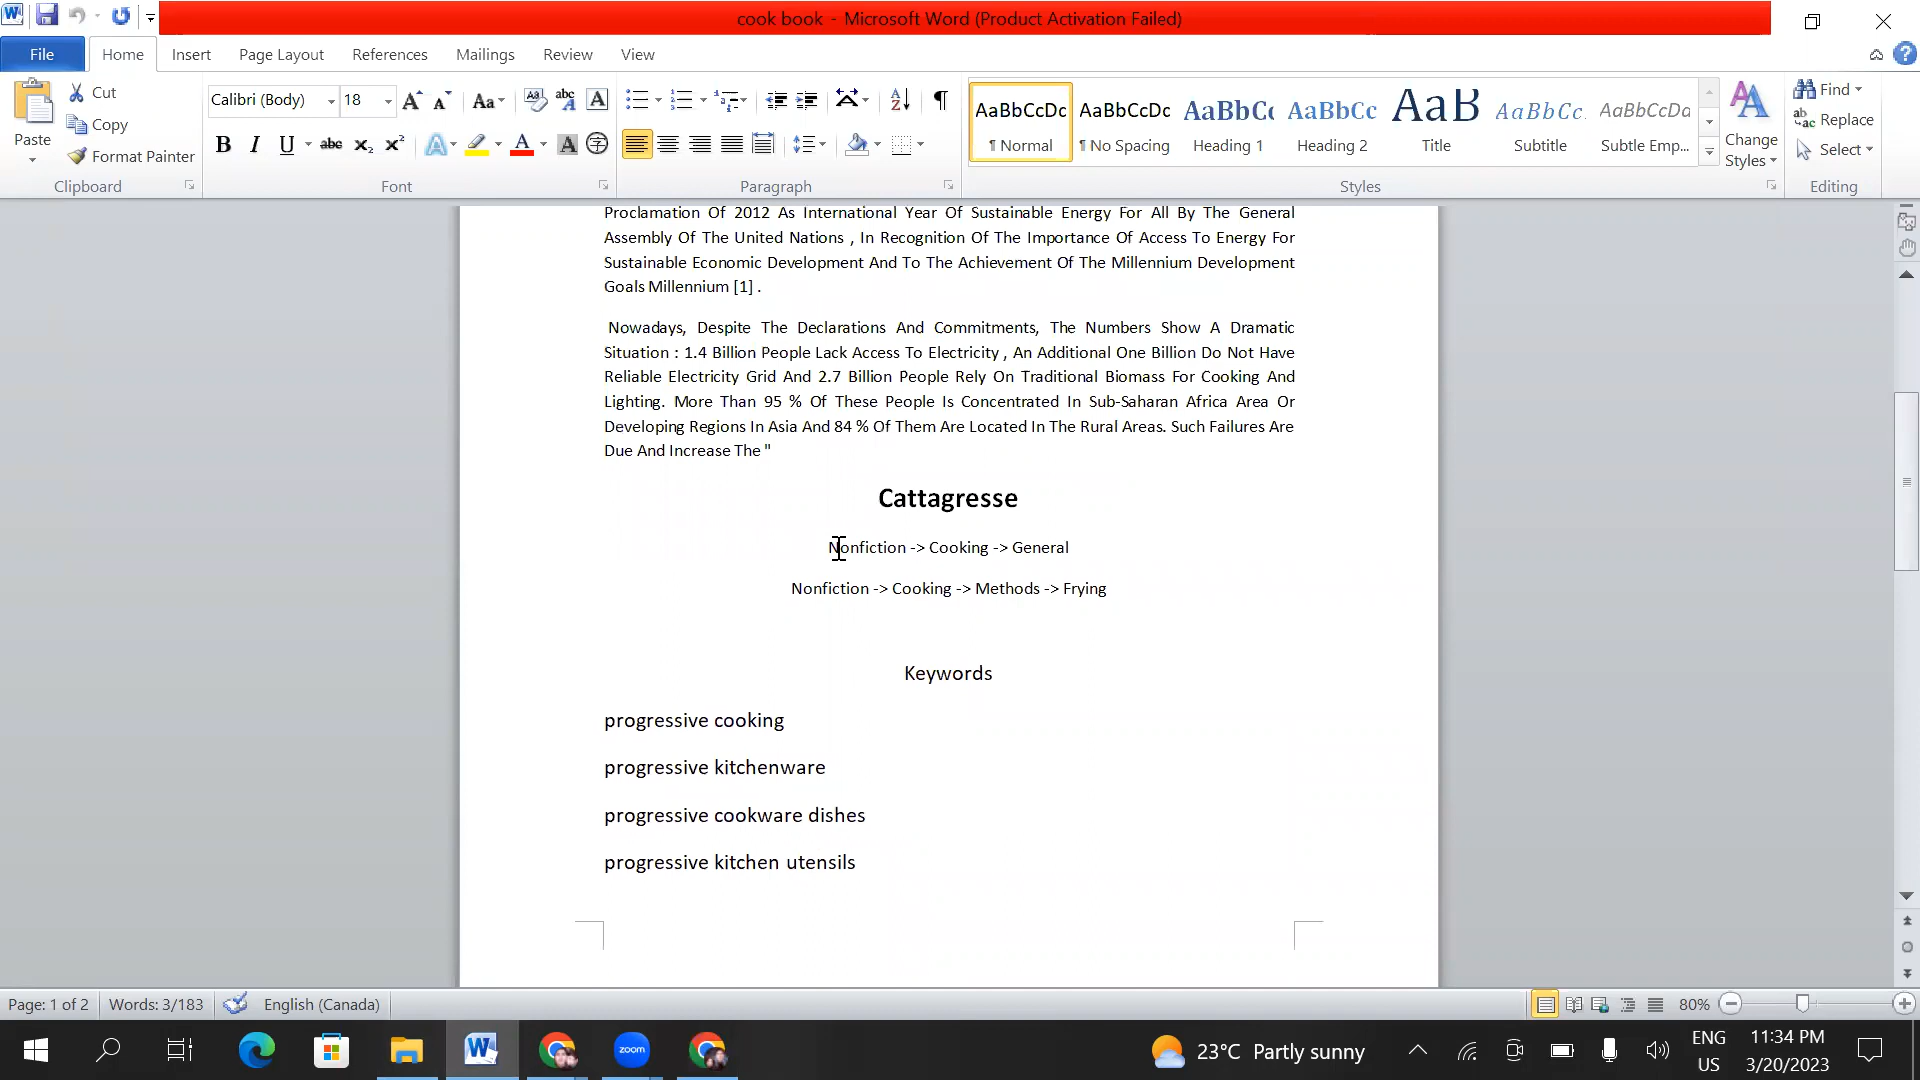 cook book - Microsoft Word (Product Activation Failed)
File Home Insert Page Layout References Mailings Review View
Paste
Cut
Copy
Format Painter
Clipboard
Calibri (Body) 18
Font
Paragraph
AaBbCcDc AaBbCcDc AaBbC AaBbCc AaB AaBbCc. AaBbCcDa
¶ Normal ¶ No Spacing Heading 1 Heading 2 Title Subtitle Subtle Emp...
Styles
Change Styles
Find
Replace
Select
Editing
Proclamation Of 2012 As International Year Of Sustainable Energy For All By The General
Assembly Of The United Nations , In Recognition Of The Importance Of Access To Energy For
Sustainable Economic Development And To The Achievement Of The Millennium Development
Goals Millennium [1] .
Nowadays, Despite The Declarations And Commitments, The Numbers Show A Dramatic
Situation : 1.4 Billion People Lack Access To Electricity , An Additional One Billion Do Not Have
Reliable Electricity Grid And 2.7 Billion People Rely On Traditional Biomass For Cooking And
Lighting. More Than 95 % Of These People Is Concentrated In Sub-Saharan Africa Area Or
Developing Regions In Asia And 84 % Of Them Are Located In The Rural Areas. Such Failures Are
Due And Increase The "
Cattagresse
Nonfiction -> Cooking -> General
Nonfiction -> Cooking -> Methods -> Frying
Keywords
progressive cooking
progressive kitchenware
progressive cookware dishes
progressive kitchen utensils
Page: 1 of 2 Words: 3/183 English (Canada) 80%
zoom
23°C Partly sunny
ENG
US
11:34 PM
3/20/2023